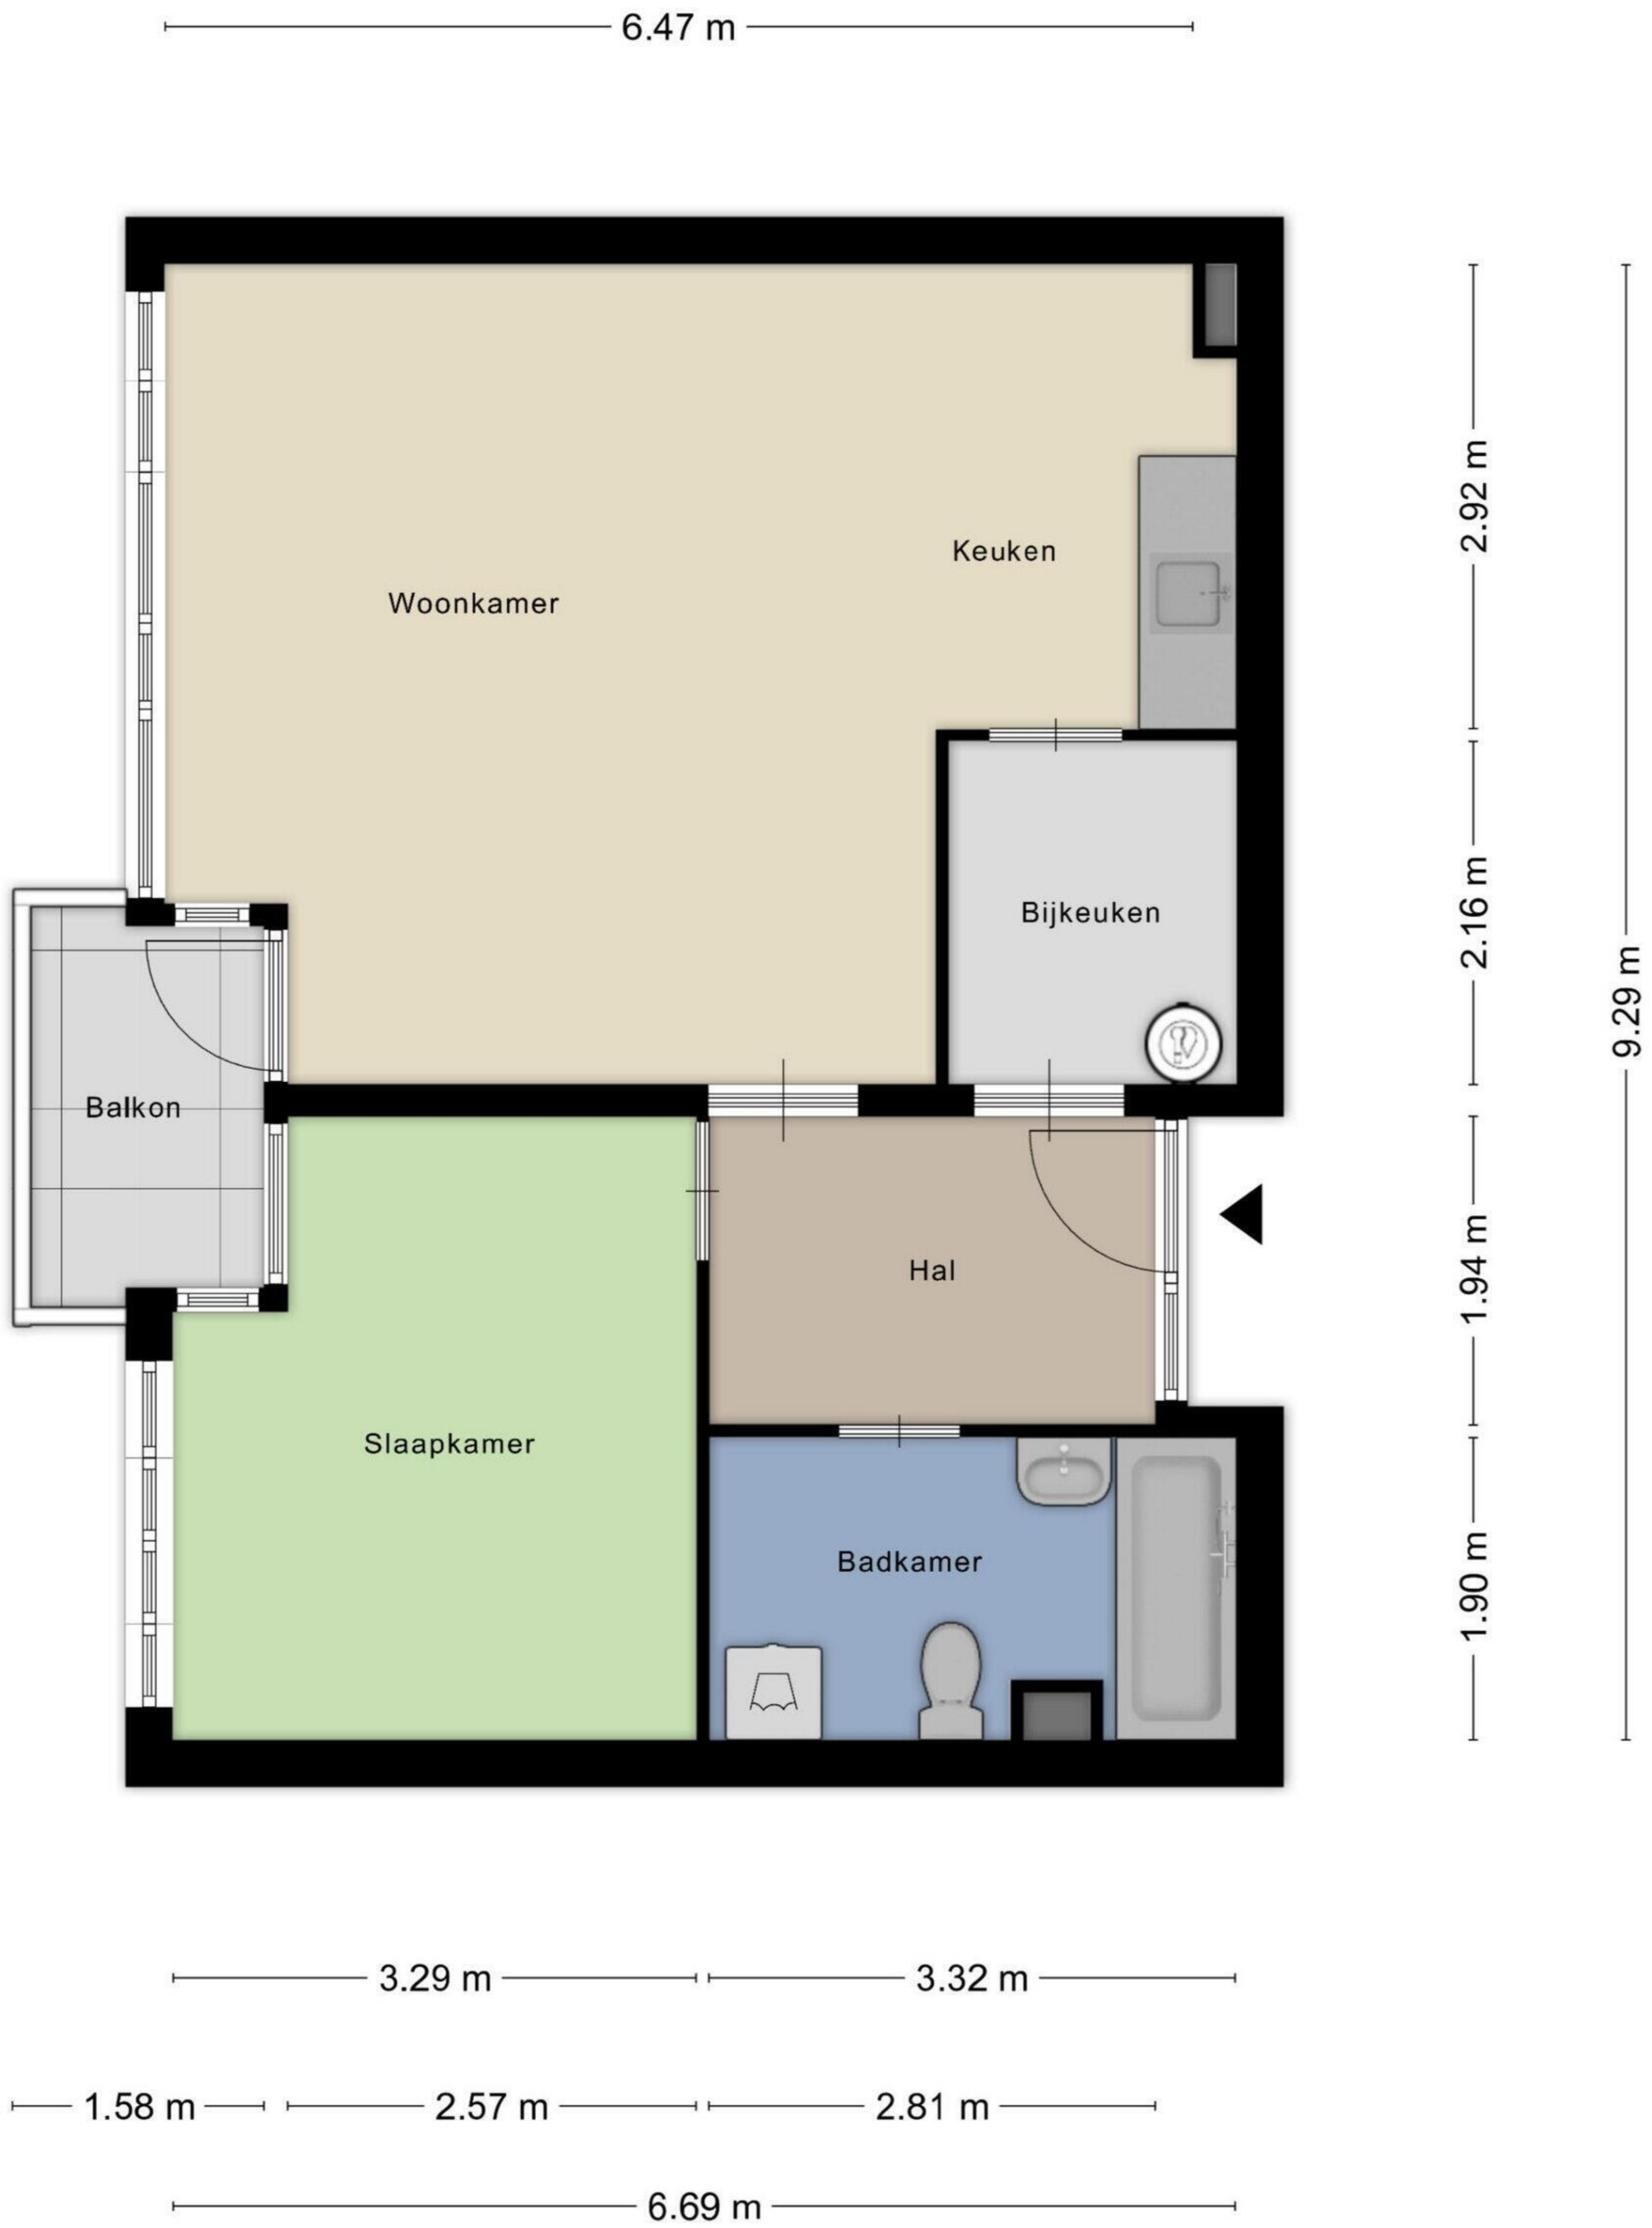 6.47 m
2.92 m
Keuken
Woonkamer
2.16 m
Bijkeuken
9.29 m
Balkon
1.94 m
Hal
Slaapkamer
Badkamer
1.90 m
3.29 m
3.32 m
1.58 m
2.57 m
2.81 m
6.69 m